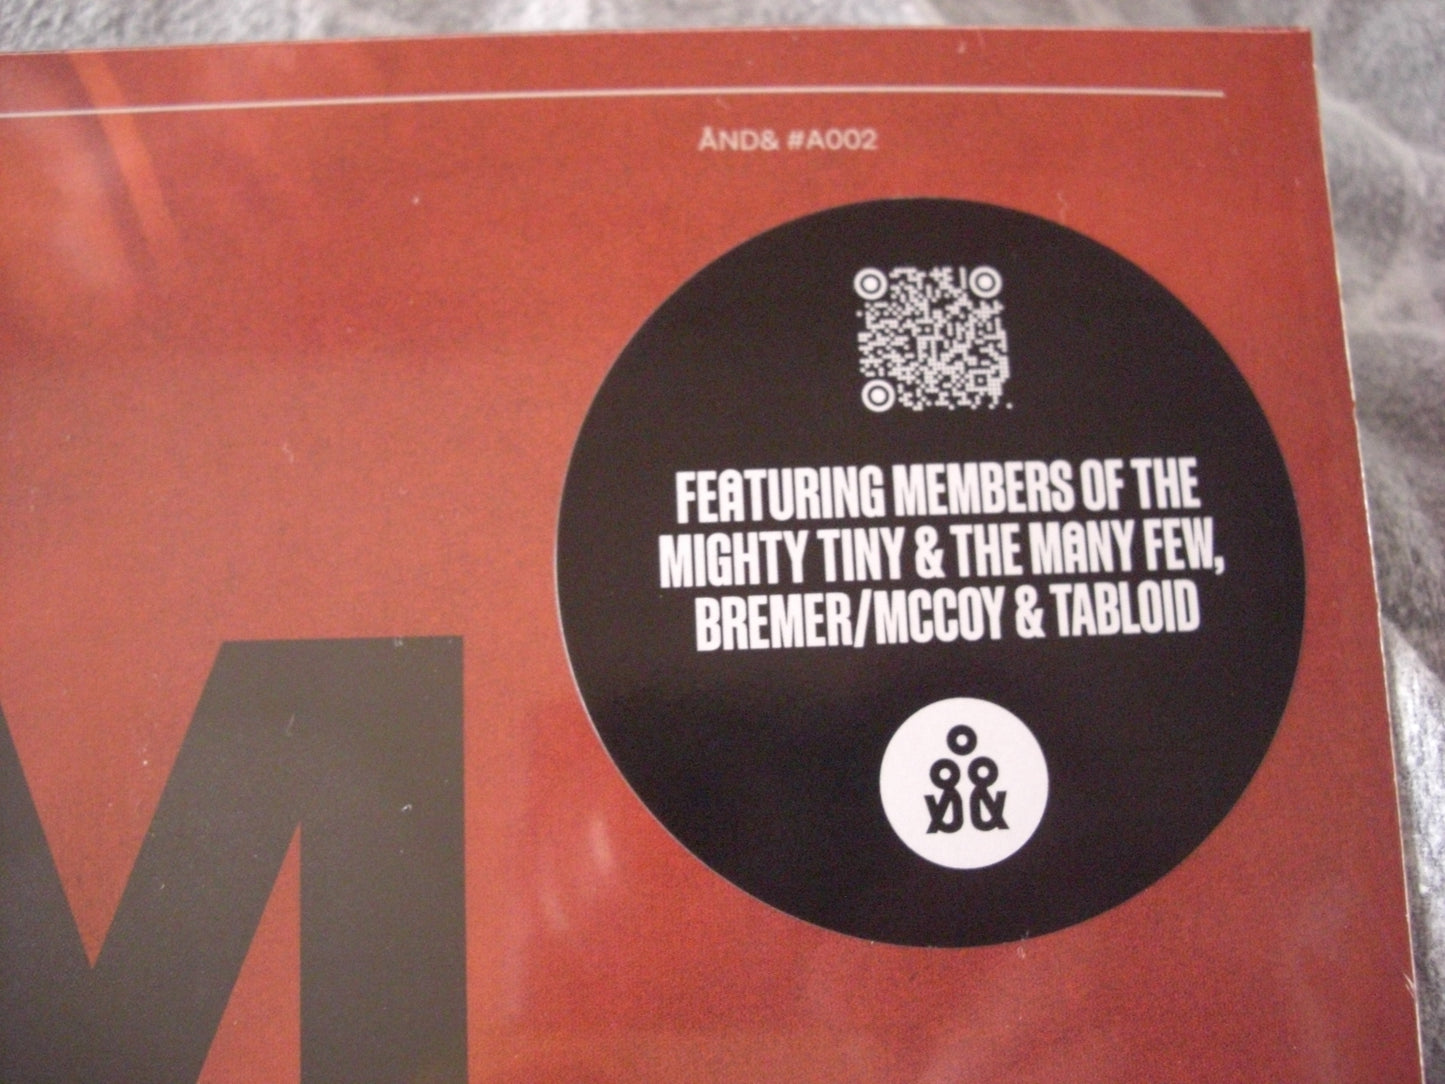 ÅND& #A002
FEATURING MEMBERS OF THE
MIGHTY TINY & THE MANY FEW,
BREMER/MCCOY & TABLOID
M